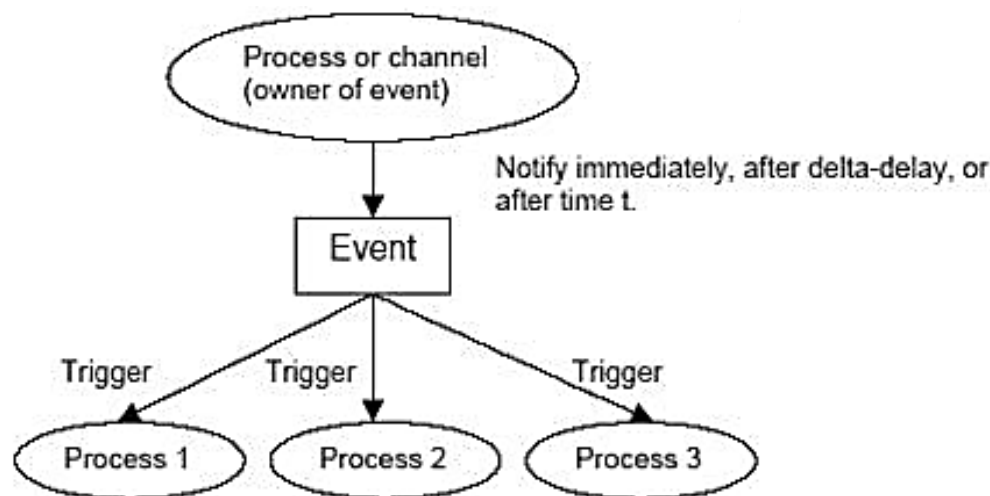 Process or channel
(owner of event)
Notify immediately, after delta-delay, or
after time t.
Event
Trigger
Trigger
Trigger
Process 1
Process 2
Process 3